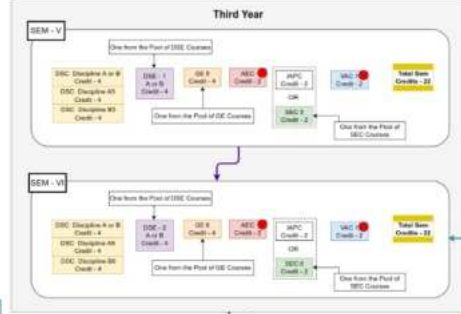 Third Year
SEM - V
One from the Pool of DSE Courses
DSC Discipline A or B
Credit - 4
DSC Discipline A5
Credit - 4
DSC Discipline B5
Credit - 4
DSE - 1
A or B
Credit - 4
GE 5
Credit - 4
AEC
Credit - 2
IAPC
Credit - 2
OR
Credit - 2
VAC
Credit - 2
Total Sem
Credits - 22
One from the Pool of GE Courses
One from the Pool of
SEC Courses
SEM - VI
One from the Pool of DSE Courses
DSC Discipline A or B
Credit - 4
DSC Discipline A6
Credit - 4
DSC Discipline B6
Credit - 4
DSE - 2
A or B
Credit - 4
GE 6
Credit - 4
AEC
Credit - 2
IAPC
Credit - 2
OR
SEC 6
Credit - 2
VAC
Credit - 2
Total Sem
Credits - 22
One from the Pool of GE Courses
One from the Pool of
SEC Courses